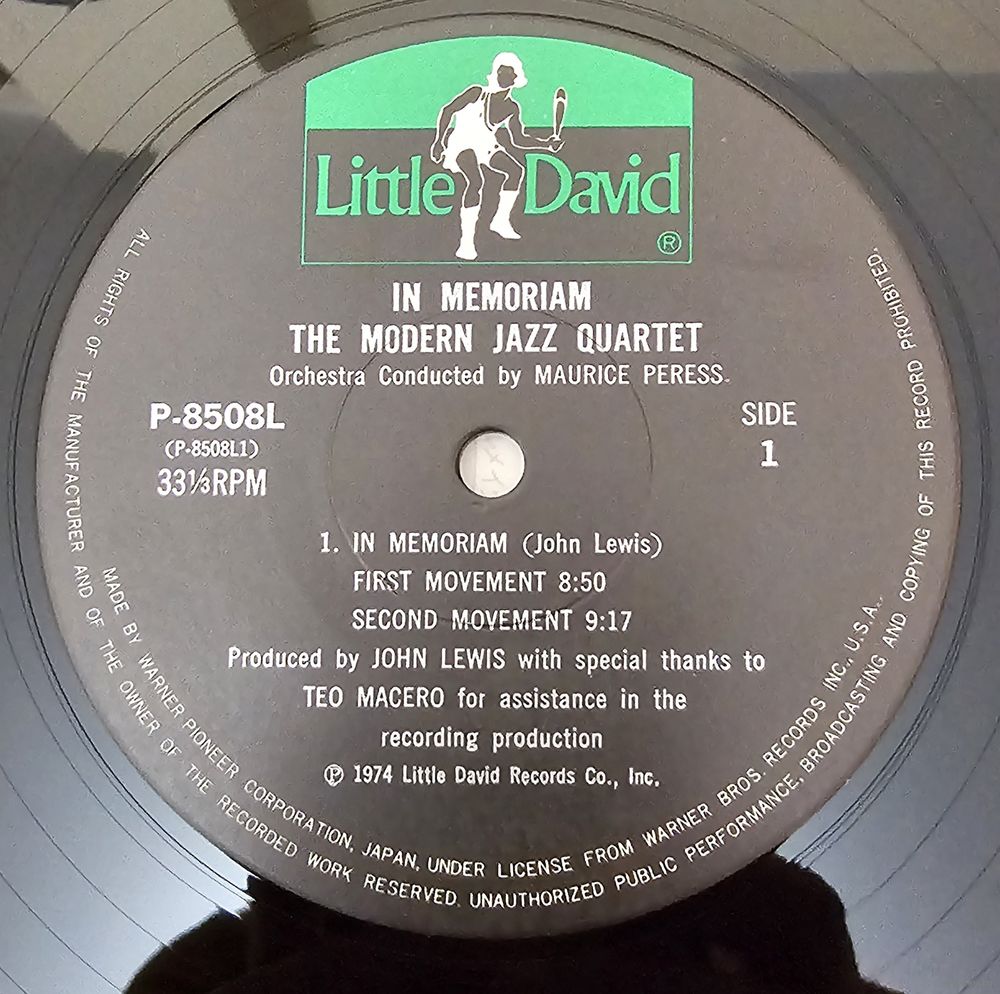 Little David
®
IN MEMORIAM
THE MODERN JAZZ QUARTET
Orchestra Conducted by MAURICE PERESS.
P-8508L
(P-8508L1)
33⅓RPM
SIDE
1
1. IN MEMORIAM (John Lewis)
FIRST MOVEMENT 8:50
SECOND MOVEMENT 9:17
Produced by JOHN LEWIS with special thanks to
TEO MACERO for assistance in the
recording production
℗ 1974 Little David Records Co., Inc.
MADE BY WARNER PIONEER CORPORATION, JAPAN, UNDER LICENSE FROM WARNER BROS. RECORDS INC., U.S.A..
ALL RIGHTS OF THE MANUFACTURER AND OF THE OWNER OF THE RECORDED WORK RESERVED. UNAUTHORIZED PUBLIC PERFORMANCE, BROADCASTING AND COPYING OF THIS RECORD PROHIBITED.